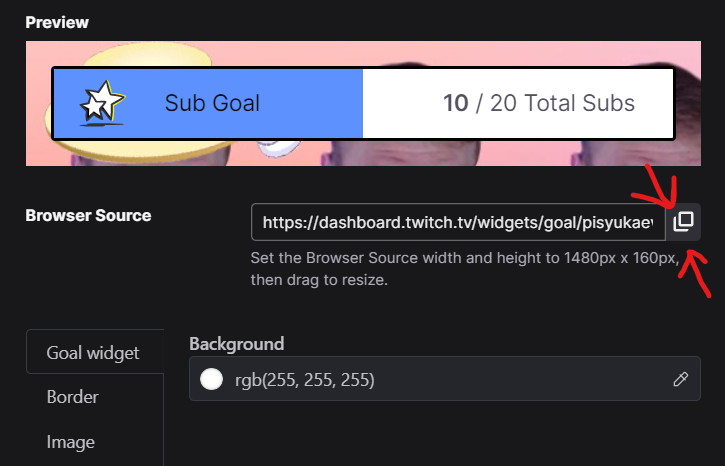 Preview
Sub Goal
10 / 20 Total Subs
Browser Source
https://dashboard.twitch.tv/widgets/goal/pisyukaev
Set the Browser Source width and height to 1480px x 160px,
then drag to resize.
Goal widget
Background
rgb(255, 255, 255)
Border
Image